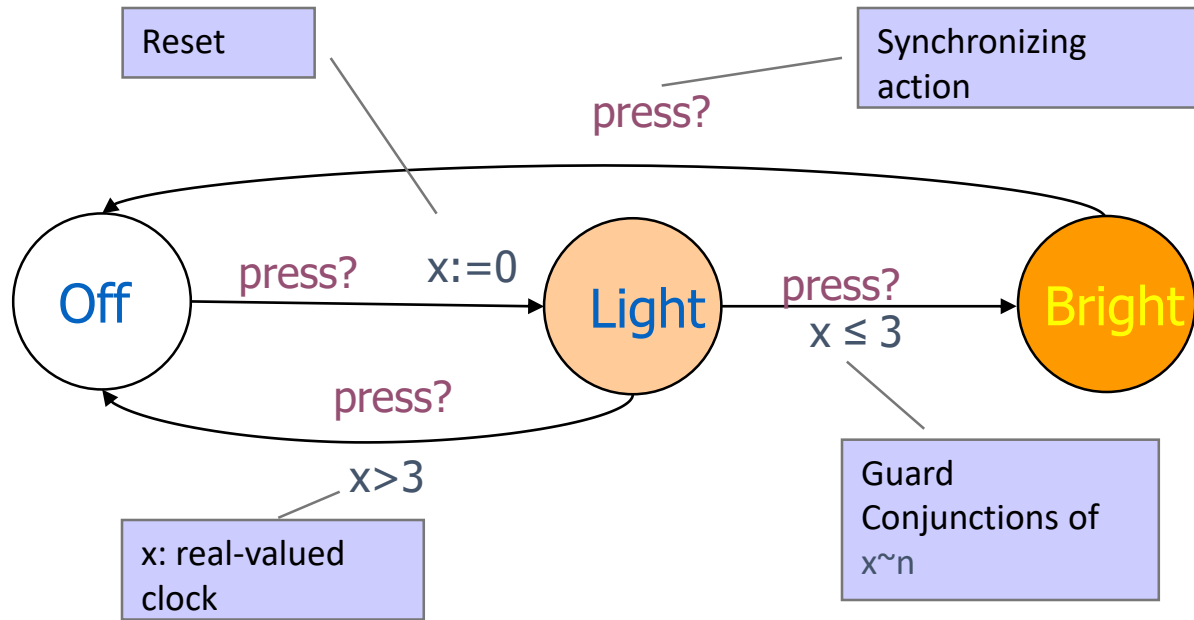 Reset
Synchronizing
action
press?
Off
press?
x:=0
Light
press?
x ≤ 3
Bright
press?
x>3
x: real-valued
clock
Guard
Conjunctions of
x~n